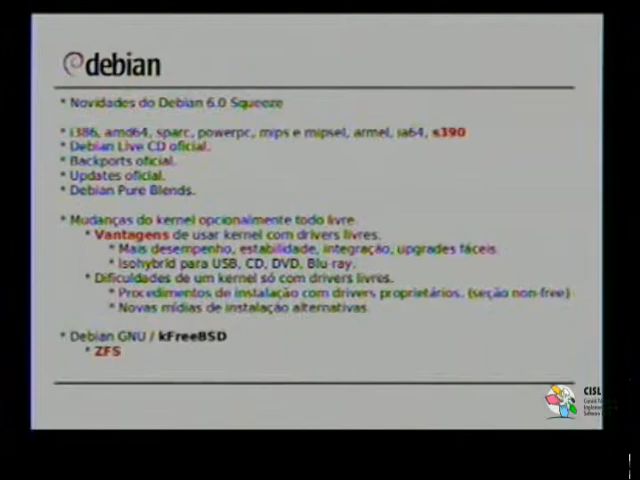 debian
* Novidades do Debian 6.0 Squeeze
* i386, amd64, sparc, powerpc, mips e mipsel, armel, ia64, s390
* Debian Live CD oficial.
* Backports oficial.
* Updates oficial.
* Debian Pure Blends.
* Mudanças do kernel opcionalmente todo livre.
* Vantagens de usar kernel com drivers livres.
* Mais desempenho, estabilidade, integração, upgrades fáceis
* Isohybrid para USB, CD, DVD, Blu-ray.
* Dificuldades de um kernel só com drivers livres.
* Procedimentos de instalação com drivers proprietários. (seção non-free)
* Novas mídias de instalação alternativas
* Debian GNU / kFreeBSD
* ZFS
CISL